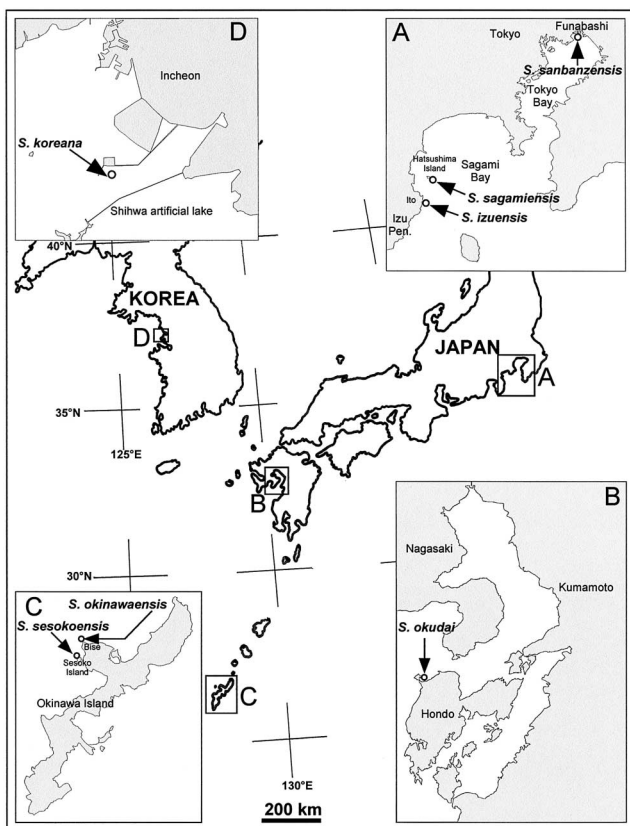 D
Incheon
S. koreana
Shihwa artificial lake
A
Tokyo
Funabashi
S. sanbanzensis
Tokyo
Bay
Hatsushima
Island
Sagami
Bay
S. sagamiensis
Ito
S. izuensis
Izu
Pen.
40°N
KOREA
D
JAPAN
A
35°N
125°E
B
30°N
C
S. okinawaensis
S. sesokoensis
Bise
Sesoko
Island
Okinawa Island
C
130°E
200 km
B
Nagasaki
Kumamoto
S. okudai
Hondo